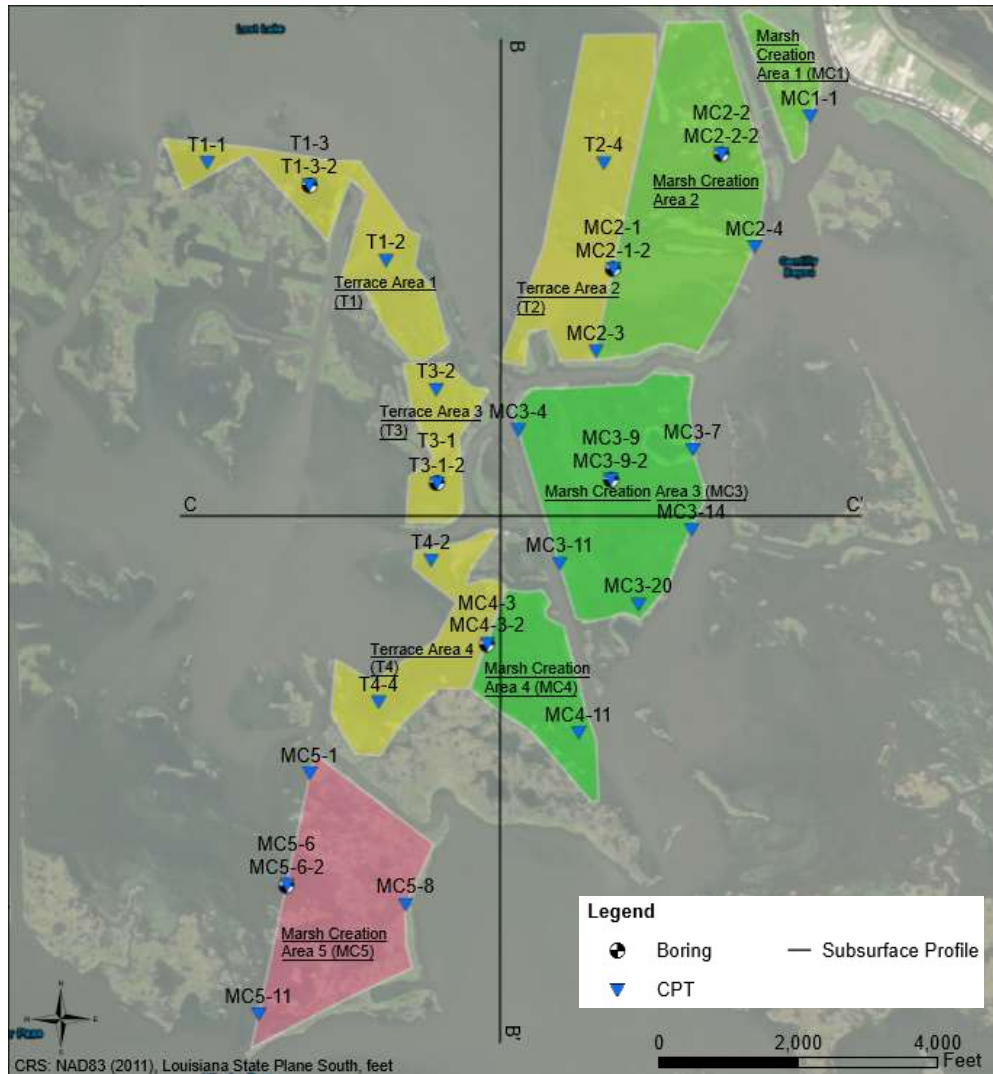 Lost Lake
B
Marsh
Creation
Area 1 (MC1)
MC1-1
T1-1
T1-3
T1-3-2
T2-4
MC2-2
MC2-2-2
Marsh Creation
Area 2
T1-2
MC2-1
MC2-1-2
MC2-4
Terrace Area 1
(T1)
Terrace Area 2
(T2)
MC2-3
T3-2
Terrace Area 3
(T3)
MC3-4
T3-1
T3-1-2
MC3-9
MC3-9-2
MC3-7
Marsh Creation Area 3 (MC3)
C
C'
MC3-14
T4-2
MC3-11
MC3-20
MC4-3
MC4-3-2
Terrace Area 4
(T4)
T4-4
Marsh Creation
Area 4 (MC4)
MC4-11
MC5-1
MC5-6
MC5-6-2
MC5-8
Marsh Creation
Area 5 (MC5)
MC5-11
B'
Legend
Boring
Subsurface Profile
CPT
0 2,000 4,000
Feet
CRS: NAD83 (2011), Louisiana State Plane South, feet